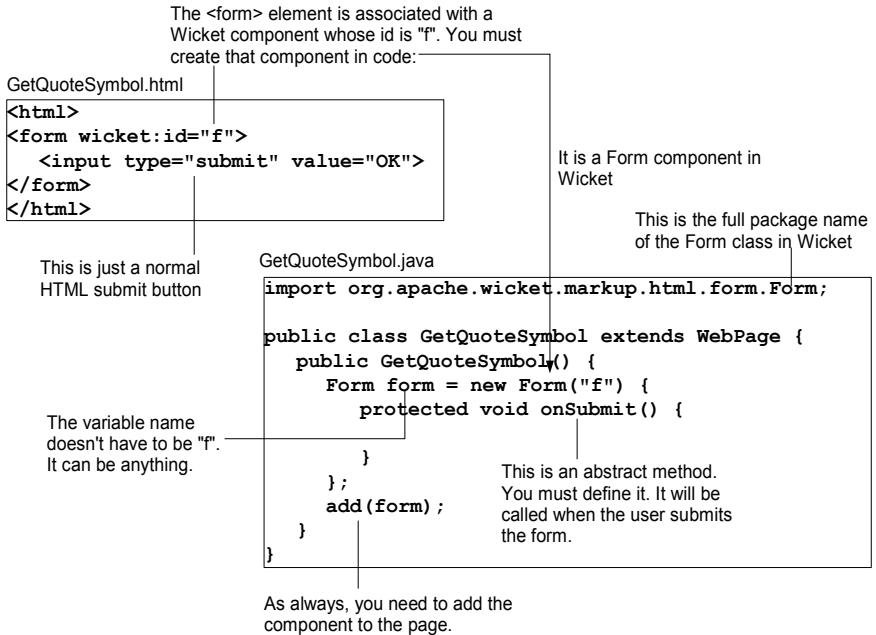 The <form> element is associated with a
Wicket component whose id is "f". You must
create that component in code:
GetQuoteSymbol.html
<html>
<form wicket:id="f">
<input type="submit" value="OK">
</form>
</html>
It is a Form component in
Wicket
This is the full package name
of the Form class in Wicket
This is just a normal
HTML submit button
GetQuoteSymbol.java
import org.apache.wicket.markup.html.form.Form;
public class GetQuoteSymbol extends WebPage {
public GetQuoteSymbol() {
Form form = new Form("f") {
protected void onSubmit() {
}
};
add(form);
}
}
The variable name
doesn't have to be "f".
It can be anything.
This is an abstract method.
You must define it. It will be
called when the user submits
the form.
As always, you need to add the
component to the page.